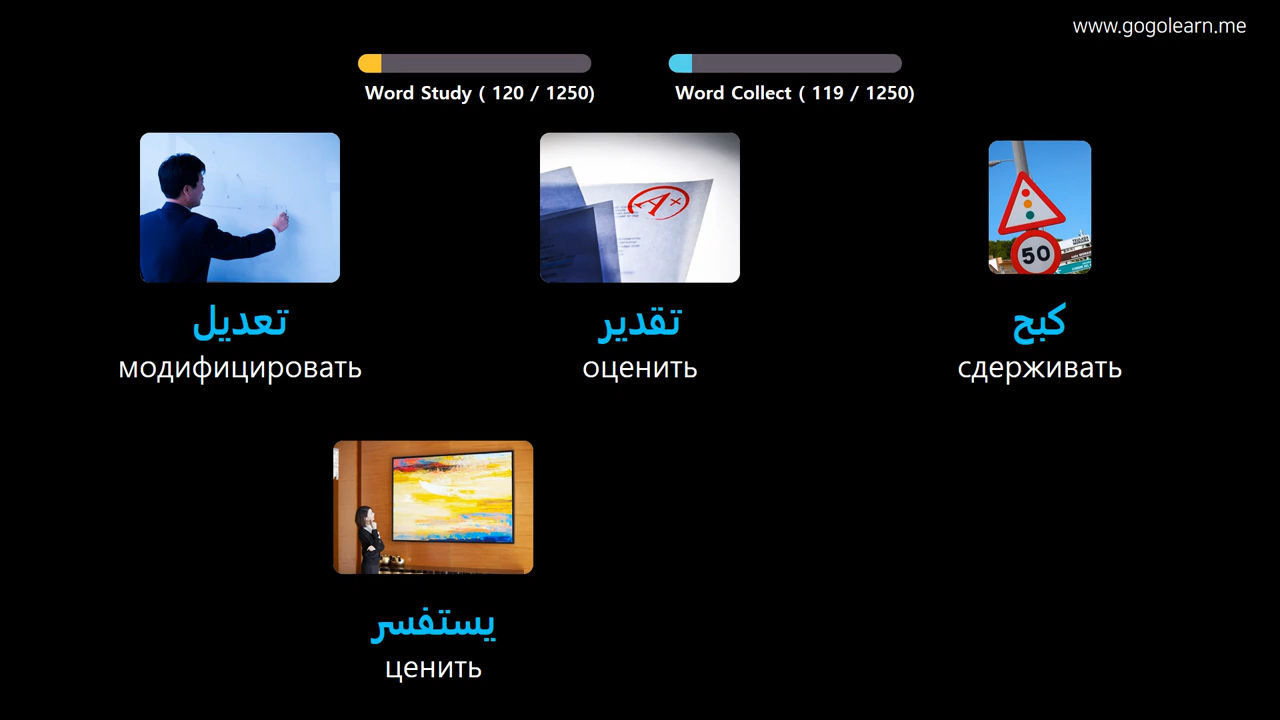 www.gogolearn.me
Word Study ( 120 / 1250)
Word Collect ( 119 / 1250)
A+
50
تعديل
модифицировать
تقدير
оценить
كبح
сдерживать
يستفسر
ценить